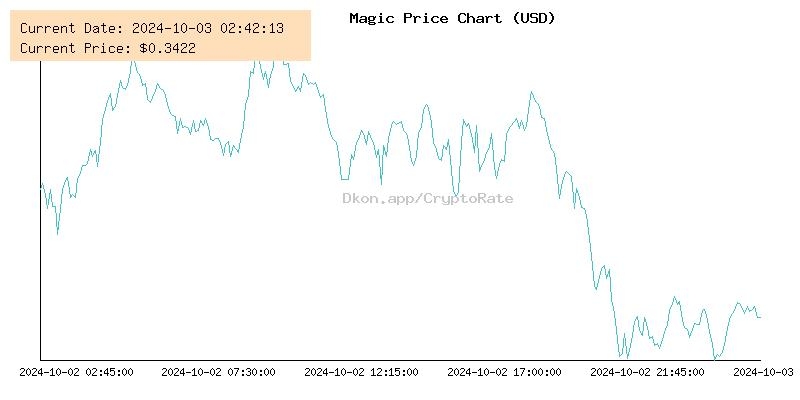 Magic Price Chart (USD)
Current Date: 2024-10-03 02:42:13
Current Price: $0.3422
Dkon.app/CryptoRate
2024-10-02 02:45:00 2024-10-02 07:30:00 2024-10-02 12:15:00 2024-10-02 17:00:00 2024-10-02 21:45:00 2024-10-03